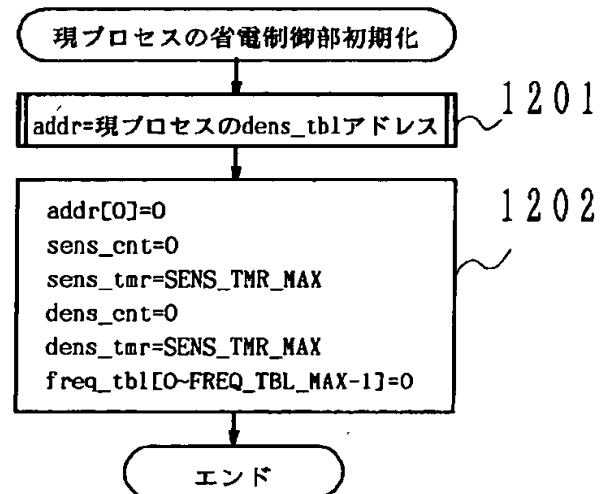 現プロセスの省電制御部初期化
addr=現プロセスのdens_tblアドレス
1201
addr[0]=0
sens_cnt=0
sens_tmr=SENS_TMR_MAX
dens_cnt=0
dens_tmr=SENS_TMR_MAX
freq_tbl[0~FREQ_TBL_MAX-1]=0
1202
エンド